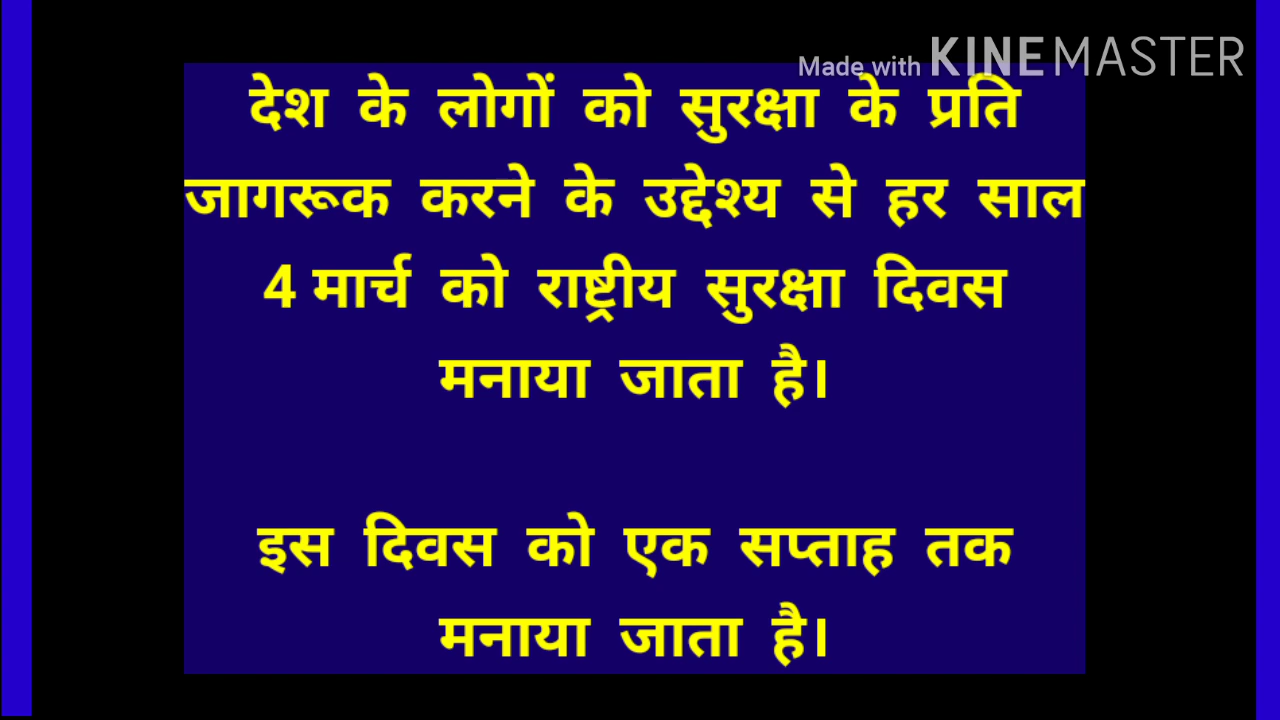 Made with KINEMASTER
देश के लोगों को सुरक्षा के प्रति
जागरूक करने के उद्देश्य से हर साल
4 मार्च को राष्ट्रीय सुरक्षा दिवस
मनाया जाता है।
इस दिवस को एक सप्ताह तक
मनाया जाता है।